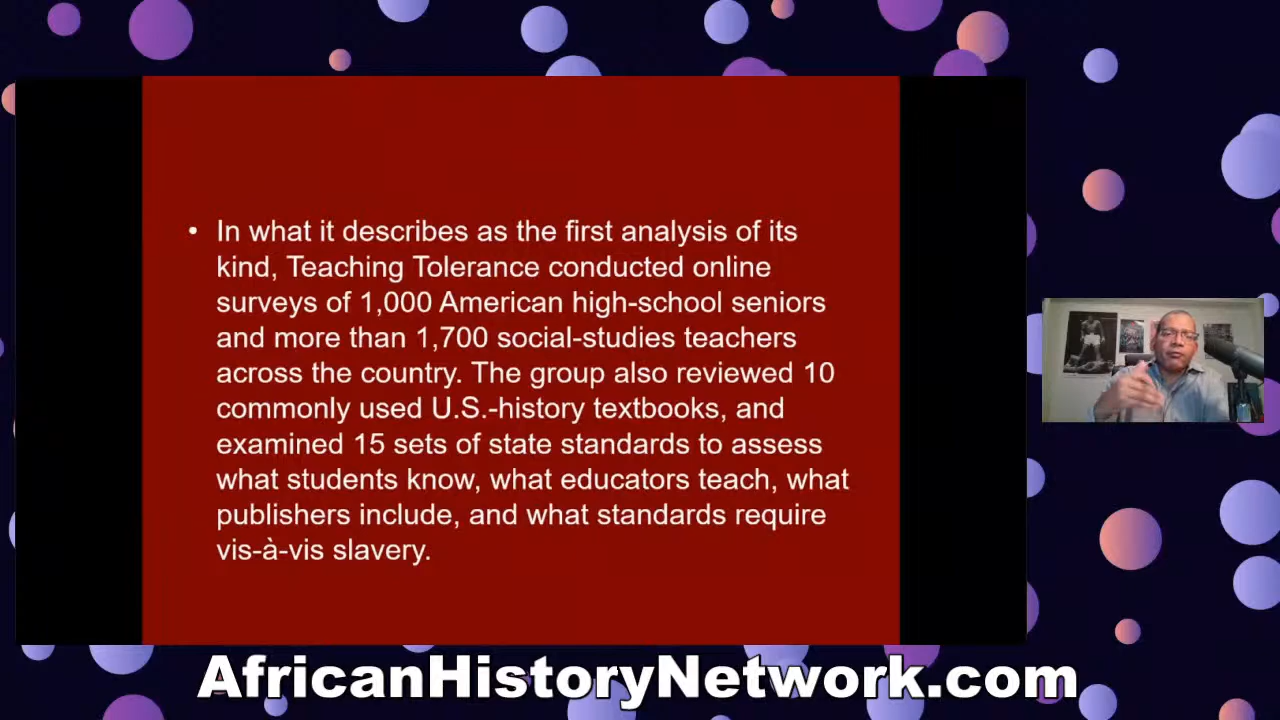 • In what it describes as the first analysis of its
kind, Teaching Tolerance conducted online
surveys of 1,000 American high-school seniors
and more than 1,700 social-studies teachers
across the country. The group also reviewed 10
commonly used U.S.-history textbooks, and
examined 15 sets of state standards to assess
what students know, what educators teach, what
publishers include, and what standards require
vis-à-vis slavery.
AfricanHistoryNetwork.com